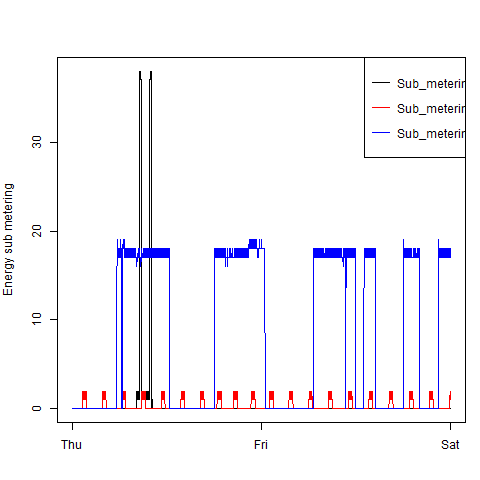 Sub_meterin
Sub_meterin
Sub_meterin
Energy sub metering
30
20
10
0
Thu
Fri
Sat